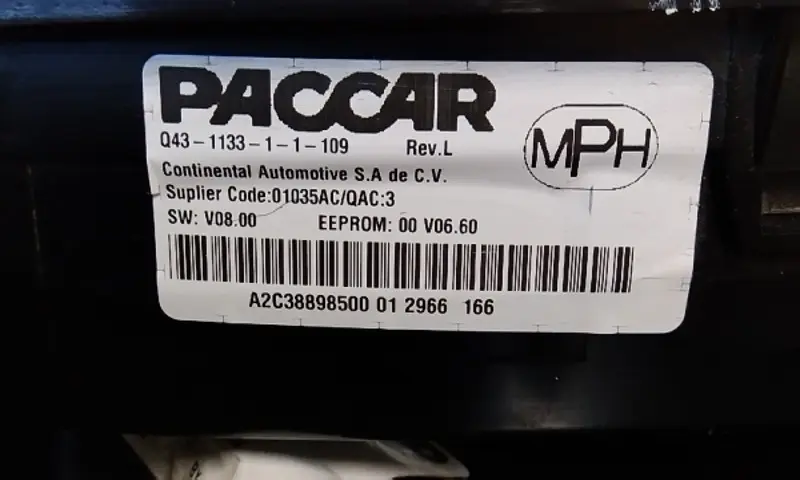 PACCAR
Q43-1133-1-1-109 Rev.L
MPH
Continental Automotive S.A de C.V.
Suplier Code:01035AC/QAC:3
SW: V08.00 EEPROM: 00 V06.60
A2C38898500 01 2966 166